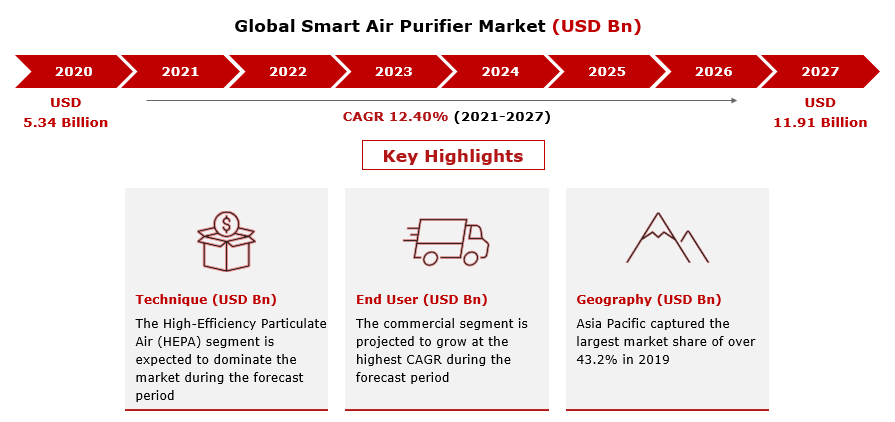 Global Smart Air Purifier Market (USD Bn)
2020 2021 2022 2023 2024 2025 2026 2027
USD
5.34 Billion
CAGR 12.40% (2021-2027)
USD
11.91 Billion
Key Highlights
$
Technique (USD Bn)
The High-Efficiency Particulate
Air (HEPA) segment is
expected to dominate the
market during the forecast
period
End User (USD Bn)
The commercial segment is
projected to grow at the
highest CAGR during the
forecast period
Geography (USD Bn)
Asia Pacific captured the
largest market share of over
43.2% in 2019